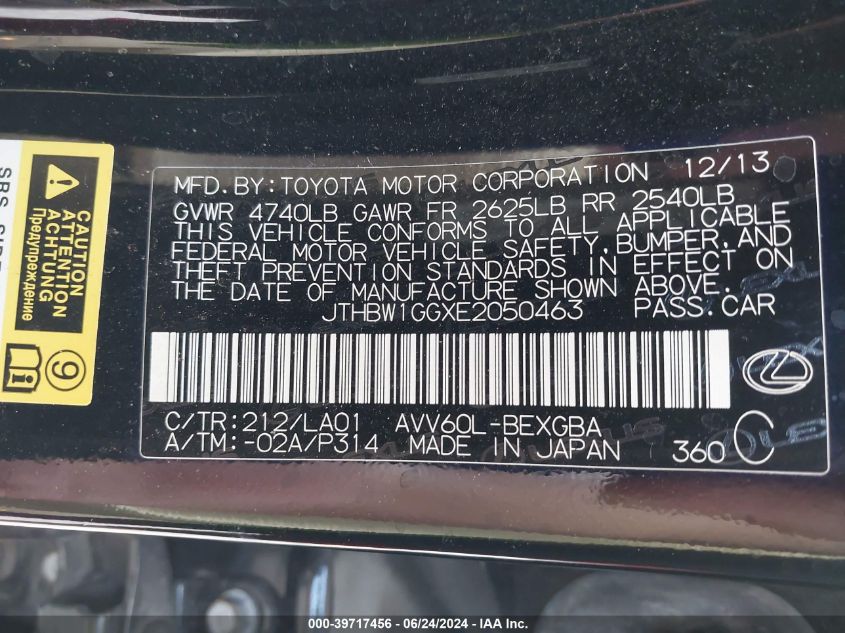 MFD. BY: TOYOTA MOTOR CORPORATION 12/13
GVWR 4740LB GAWR FR 2625LB RR 2540LB
THIS VEHICLE CONFORMS TO ALL APPLICABLE
FEDERAL MOTOR VEHICLE SAFETY, BUMPER, AND
THEFT PREVENTION STANDARDS IN EFFECT ON
THE DATE OF MANUFACTURE SHOWN ABOVE.
JTHBW1GGXE2050463 PASS.CAR
C/TR:212/LA01 AVV60L-BEXGBA
A/TM:-02A/P314 MADE IN JAPAN 360
CAUTION
ATTENTION
ACHTUNG
Предупреждение
9
000-39717456 - 06/24/2024 - IAA Inc.